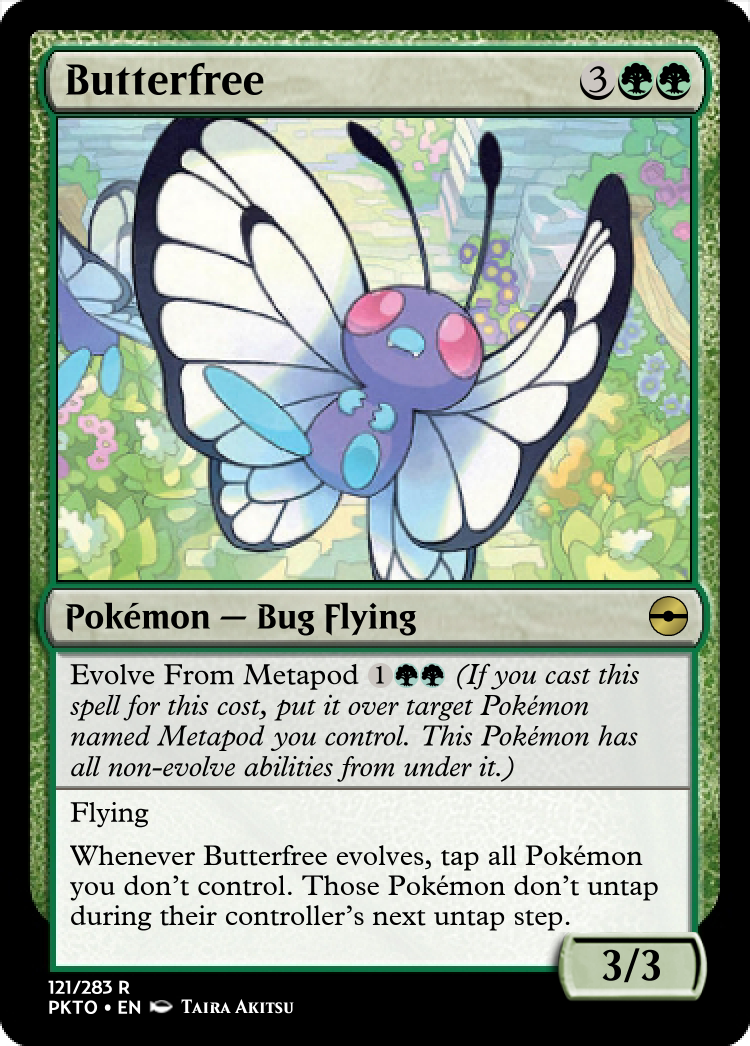 Butterfree 3
Pokémon — Bug Flying
Evolve From Metapod 1 (If you cast this
spell for this cost, put it over target Pokémon
named Metapod you control. This Pokémon has
all non-evolve abilities from under it.)
Flying
Whenever Butterfree evolves, tap all Pokémon
you don’t control. Those Pokémon don’t untap
during their controller’s next untap step.
3/3
121/283 R
PKTO • EN Taira Akitsu